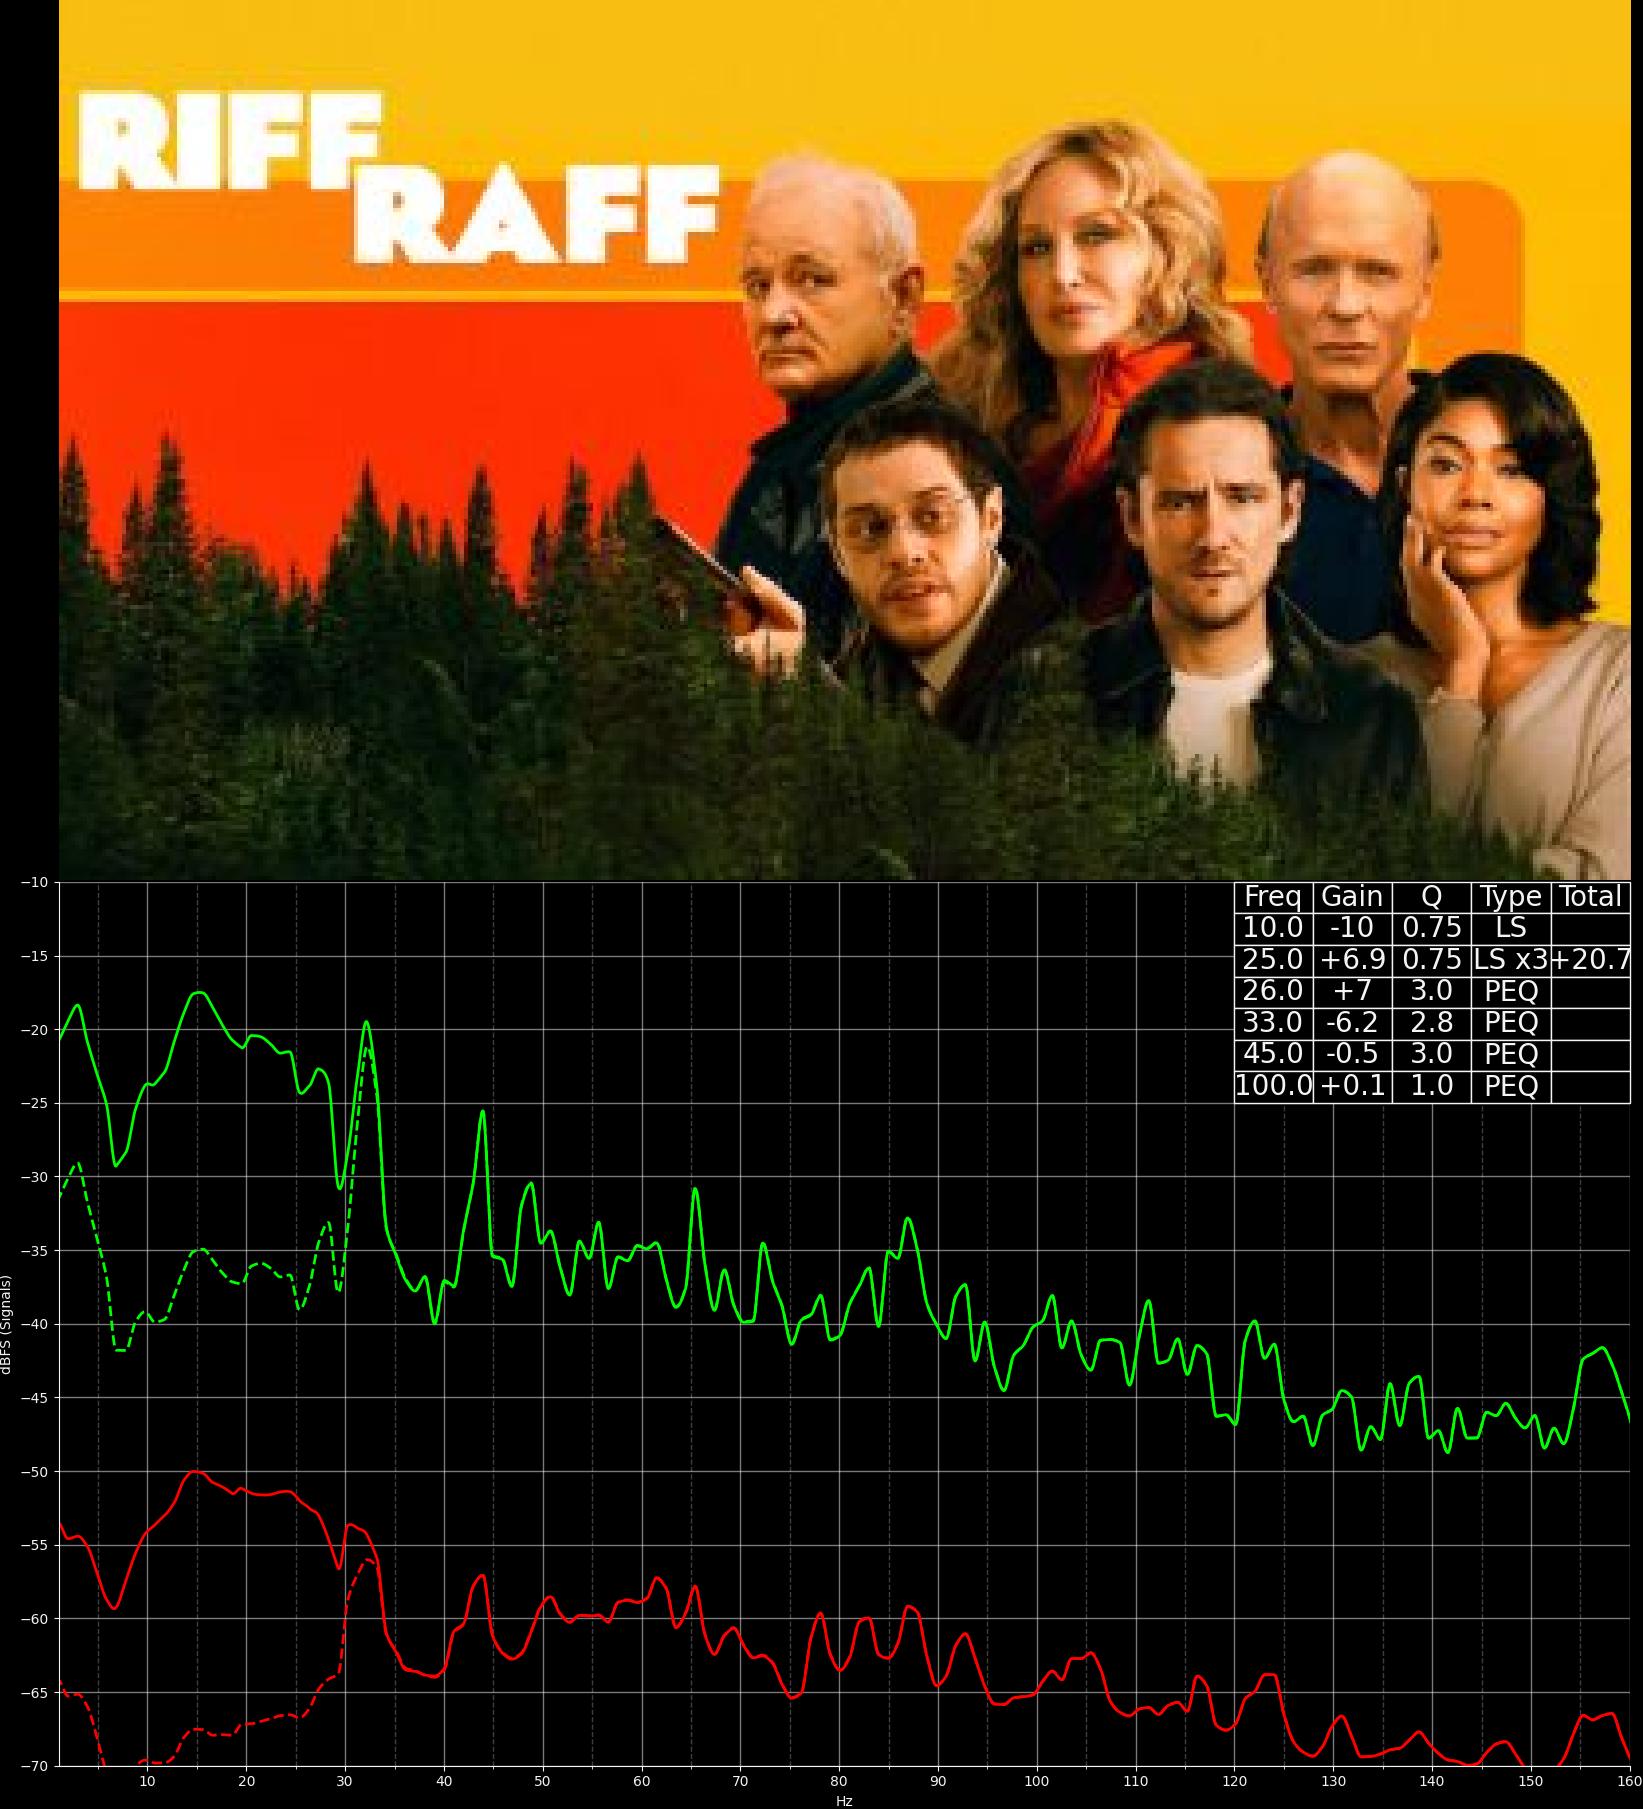 RIFF
RAFF
−10
Freq Gain Q Type Total
10.0 -10 0.75 LS
25.0 +6.9 0.75 LS x3 +20.7
26.0 +7 3.0 PEQ
33.0 -6.2 2.8 PEQ
45.0 -0.5 3.0 PEQ
100.0 +0.1 1.0 PEQ
−15
−20
−25
−30
−35
−40
−45
−50
−55
−60
−65
−70
dBFS (Signals)
10 20 30 40 50 60 70 80 90 100 110 120 130 140 150 160
Hz